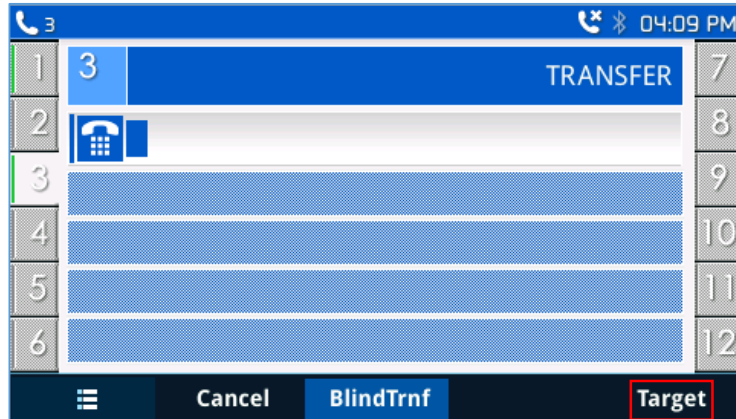 3 04:09 PM
1 3 TRANSFER 7
2 8
3 9
4 10
5 11
6 12
Cancel BlindTrnf Target